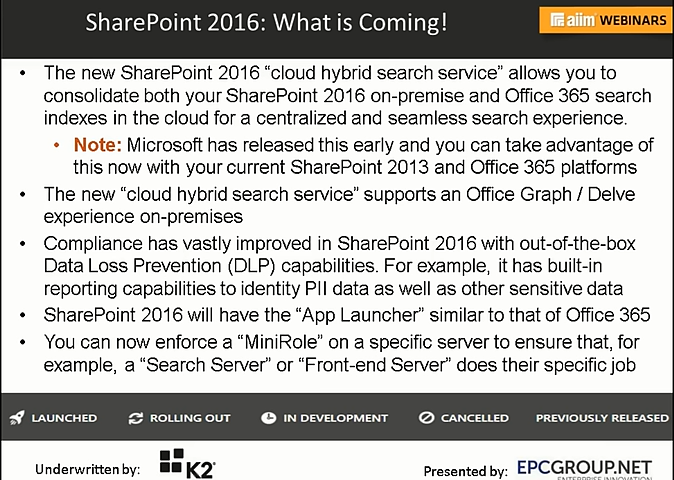 SharePoint 2016: What is Coming!
aiim WEBINARS
• The new SharePoint 2016 “cloud hybrid search service” allows you to
consolidate both your SharePoint 2016 on-premise and Office 365 search
indexes in the cloud for a centralized and seamless search experience.
• Note: Microsoft has released this early and you can take advantage of
this now with your current SharePoint 2013 and Office 365 platforms
• The new “cloud hybrid search service” supports an Office Graph / Delve
experience on-premises
• Compliance has vastly improved in SharePoint 2016 with out-of-the-box
Data Loss Prevention (DLP) capabilities. For example, it has built-in
reporting capabilities to identity PII data as well as other sensitive data
• SharePoint 2016 will have the “App Launcher” similar to that of Office 365
• You can now enforce a “MiniRole” on a specific server to ensure that, for
example, a “Search Server” or “Front-end Server” does their specific job
LAUNCHED ROLLING OUT IN DEVELOPMENT CANCELLED PREVIOUSLY RELEASED
Underwritten by: K2
Presented by: EPCGROUP.NET
ENTERPRISE INNOVATION